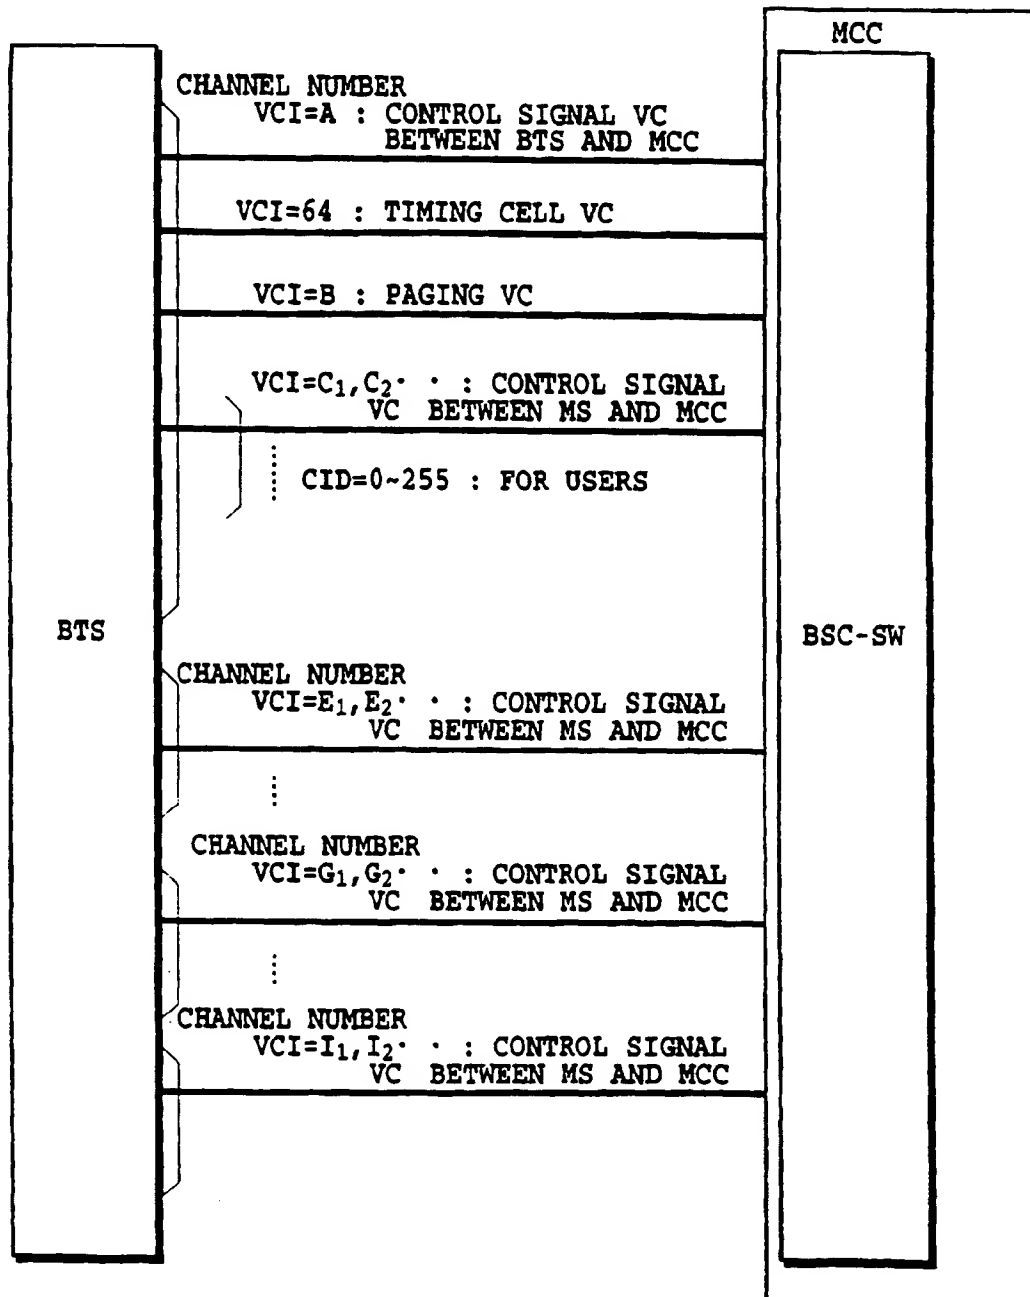 MCC
CHANNEL NUMBER
VCI=A : CONTROL SIGNAL VC
BETWEEN BTS AND MCC
VCI=64 : TIMING CELL VC
VCI=B : PAGING VC
VCI=C₁,C₂· · : CONTROL SIGNAL
VC BETWEEN MS AND MCC
CID=0~255 : FOR USERS
BTS
BSC-SW
CHANNEL NUMBER
VCI=E₁,E₂· · : CONTROL SIGNAL
VC BETWEEN MS AND MCC
CHANNEL NUMBER
VCI=G₁,G₂· · : CONTROL SIGNAL
VC BETWEEN MS AND MCC
CHANNEL NUMBER
VCI=I₁,I₂· · : CONTROL SIGNAL
VC BETWEEN MS AND MCC